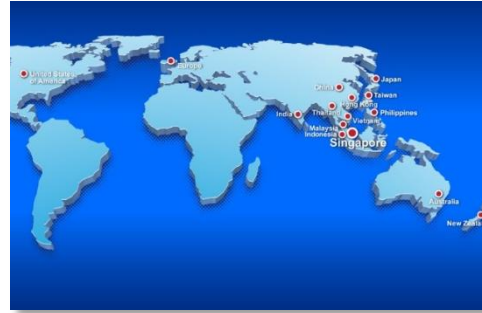 United States
of America
Europe
Japan
China
Taiwan
Hong Kong
India
Thailand
Philippines
Vietnam
Malaysia
Indonesia
Singapore
Australia
New Zeala